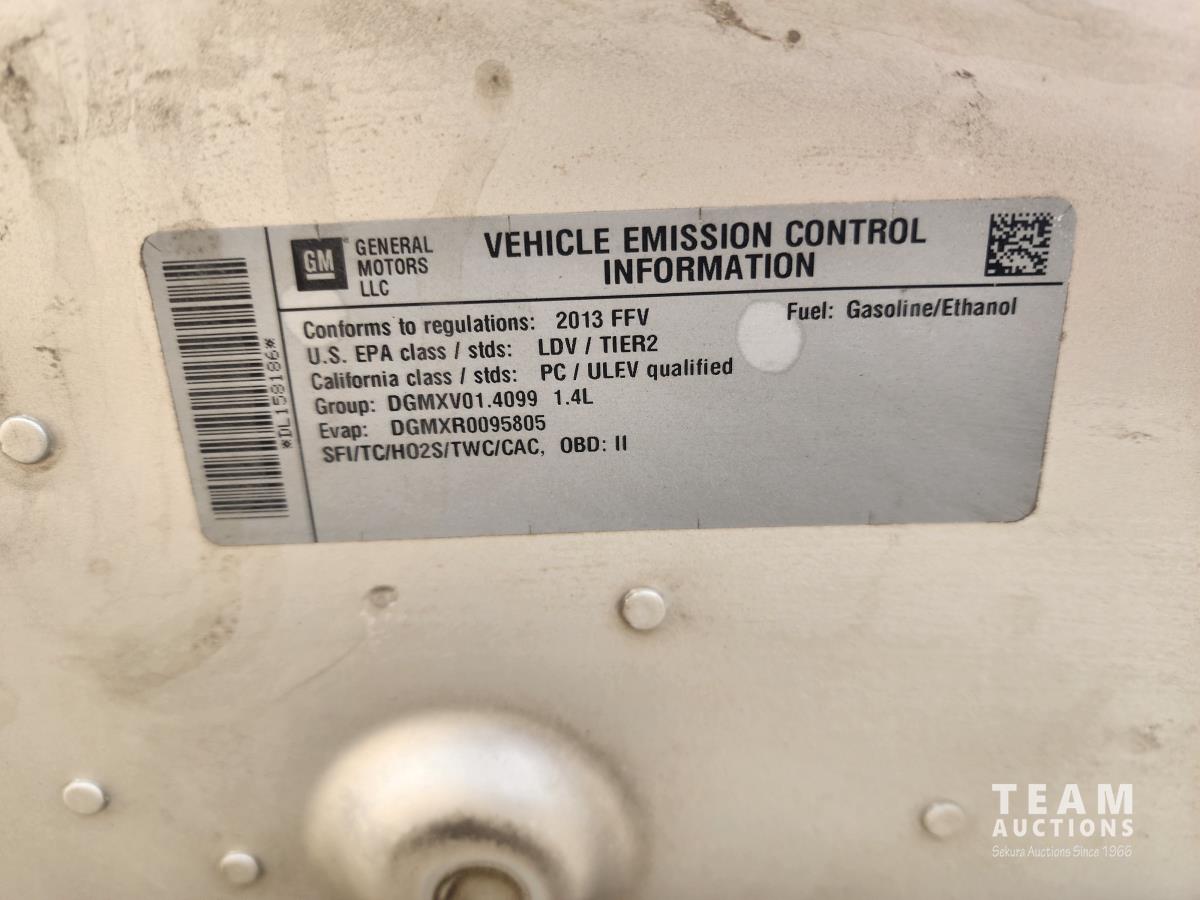 GM
GENERAL
MOTORS
LLC
VEHICLE EMISSION CONTROL
INFORMATION
*DL158186*
Fuel: Gasoline/Ethanol
Conforms to regulations: 2013 FFV
U.S. EPA class / stds: LDV / TIER2
California class / stds: PC / ULEV qualified
Group: DGMXV01.4099 1.4L
Evap: DGMXR0095805
SFI/TC/HO2S/TWC/CAC, OBD: II
TEAM
AUCTIONS
Sekura Auctions Since 1966